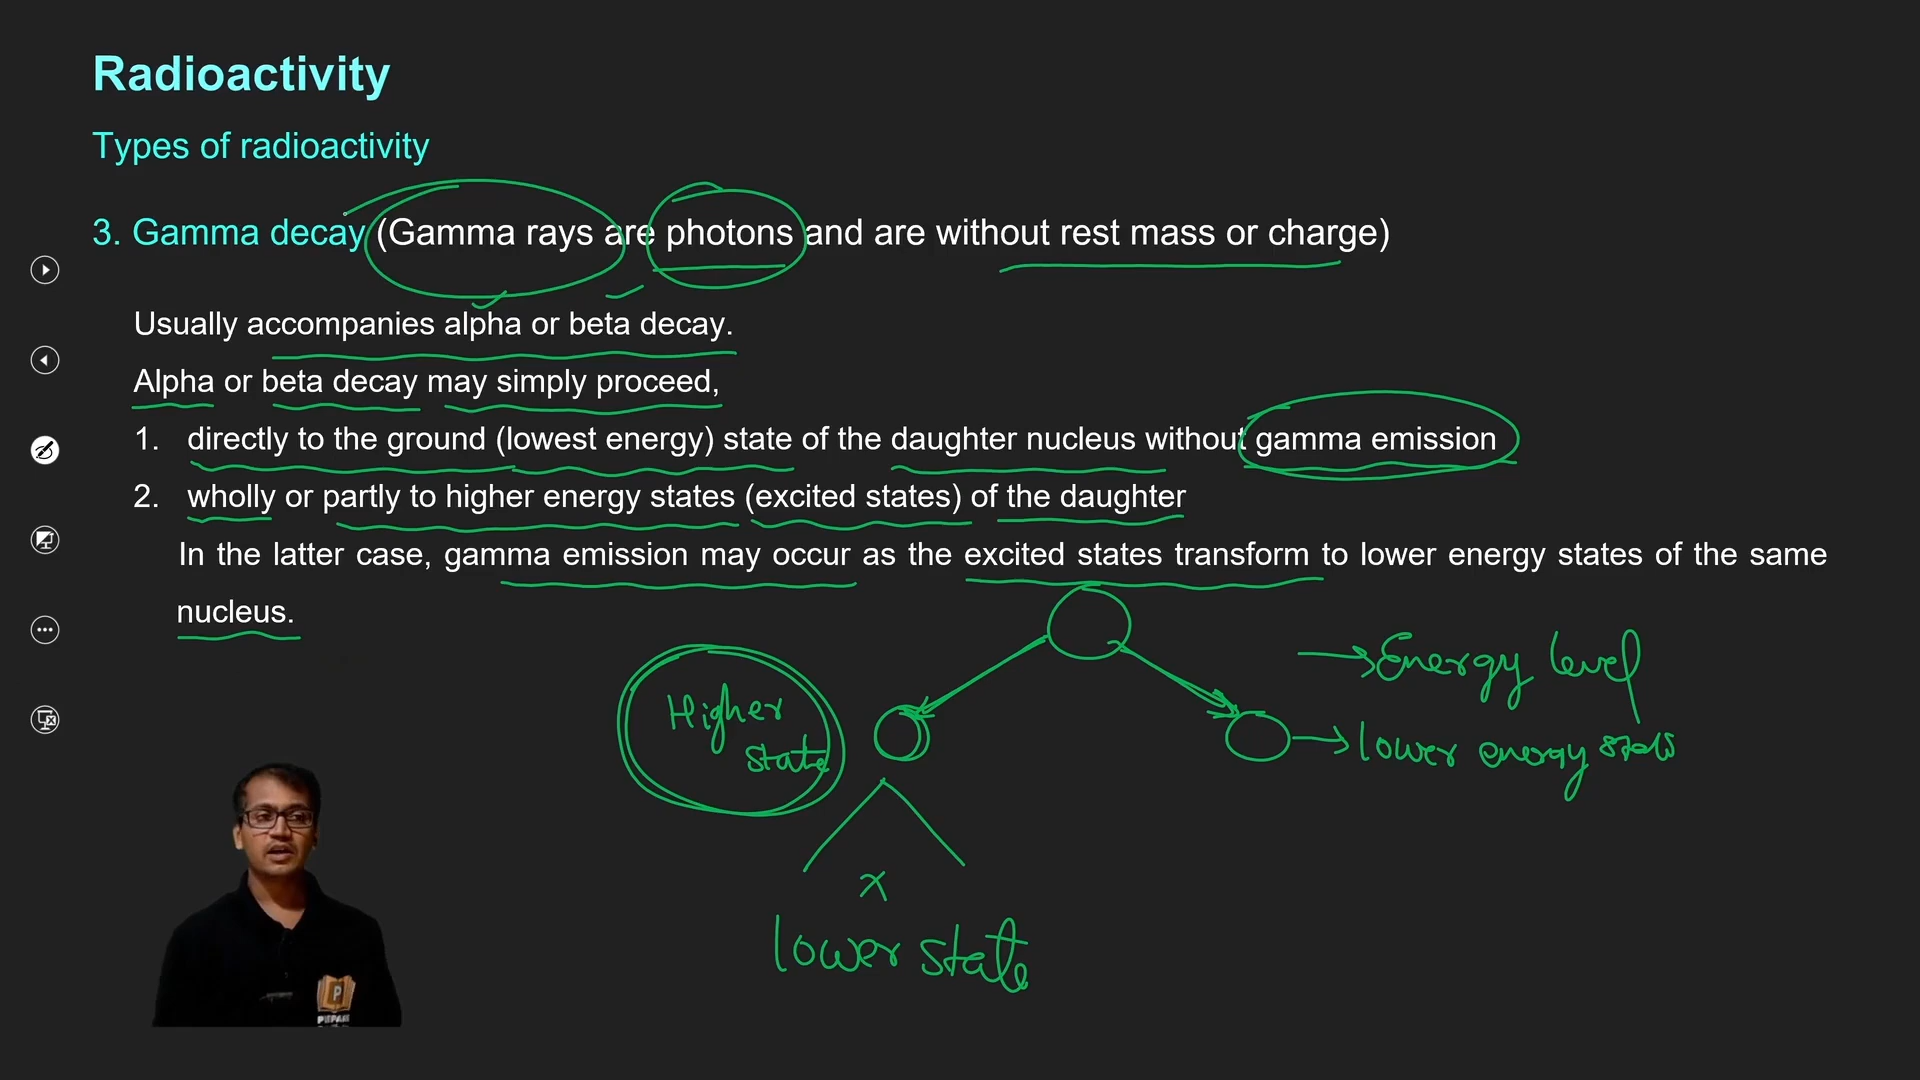 Radioactivity
Types of radioactivity
3. Gamma decay (Gamma rays are photons and are without rest mass or charge)
Usually accompanies alpha or beta decay.
Alpha or beta decay may simply proceed,
1. directly to the ground (lowest energy) state of the daughter nucleus without gamma emission
2. wholly or partly to higher energy states (excited states) of the daughter
In the latter case, gamma emission may occur as the excited states transform to lower energy states of the same
nucleus.
Energy level
Higher
state
lower energy
x
lower state
P